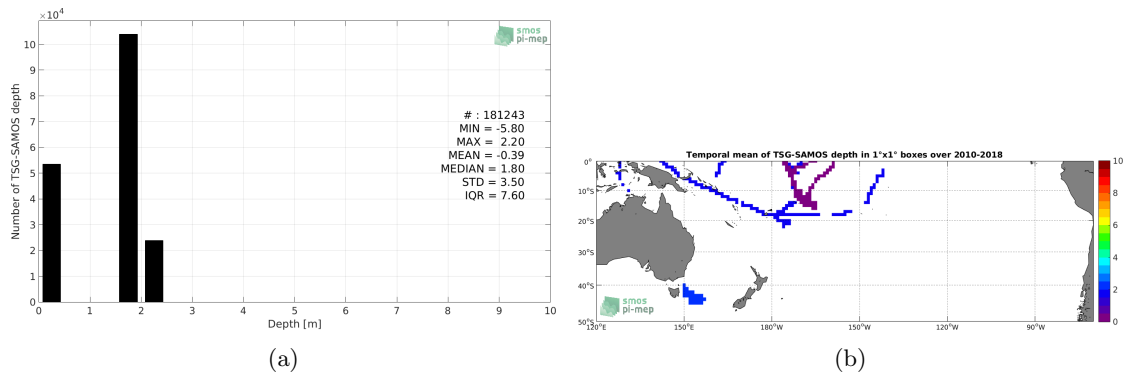 ×10⁴
10
9
8
7
6
5
4
3
2
1
0
Number of TSG-SAMOS depth
smos
pi-mep
# : 181243
MIN = -5.80
MAX = 2.20
MEAN = -0.39
MEDIAN = 1.80
STD = 3.50
IQR = 7.60
0 1 2 3 4 5 6 7 8 9 10
Depth [m]
(a)
Temporal mean of TSG-SAMOS depth in 1°x1° boxes over 2010-2018
0°
10°S
20°S
30°S
40°S
50°S
smos
pi-mep
120°E 150°E 180°W 150°W 120°W 90°W
10
8
6
4
2
0
(b)